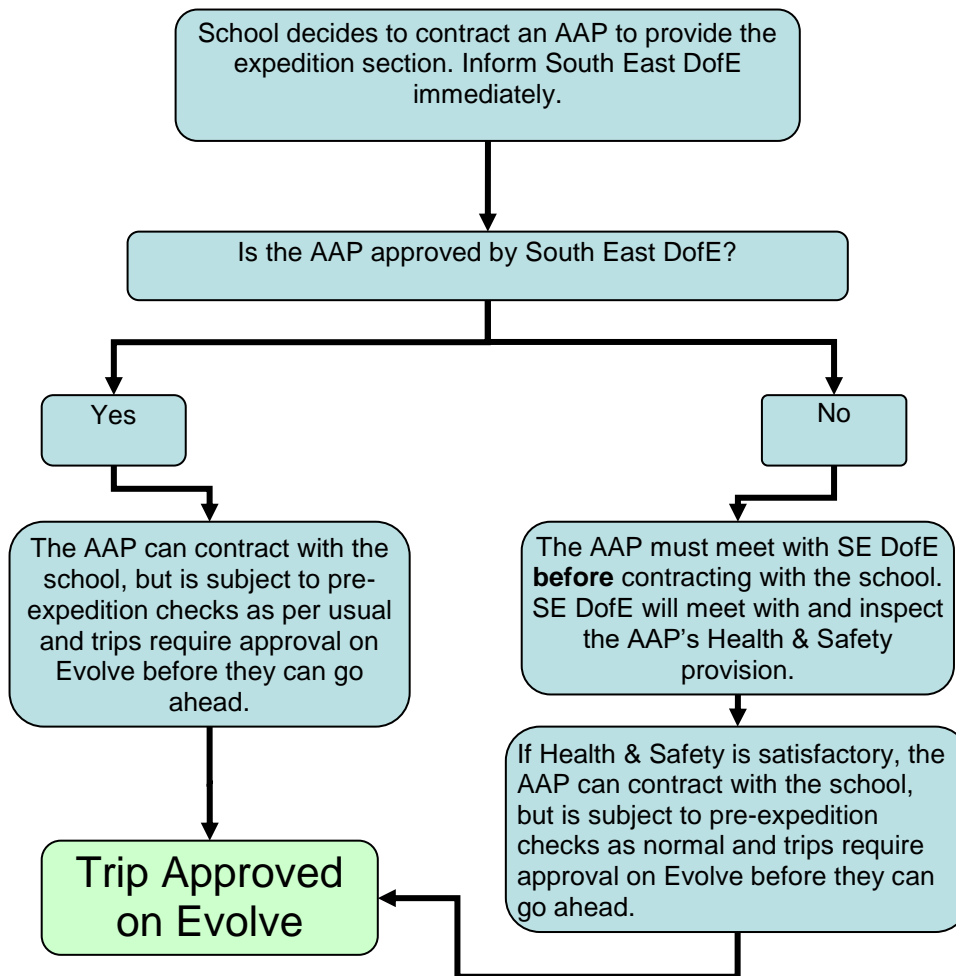 School decides to contract an AAP to provide the
expedition section. Inform South East DofE
immediately.
Is the AAP approved by South East DofE?
Yes
No
The AAP can contract with the
school, but is subject to pre-
expedition checks as per usual
and trips require approval on
Evolve before they can go
ahead.
The AAP must meet with SE DofE
before contracting with the school.
SE DofE will meet with and inspect
the AAP's Health & Safety
provision.
If Health & Safety is satisfactory, the
AAP can contract with the school,
but is subject to pre-expedition
checks as normal and trips require
approval on Evolve before they can
go ahead.
Trip Approved
on Evolve